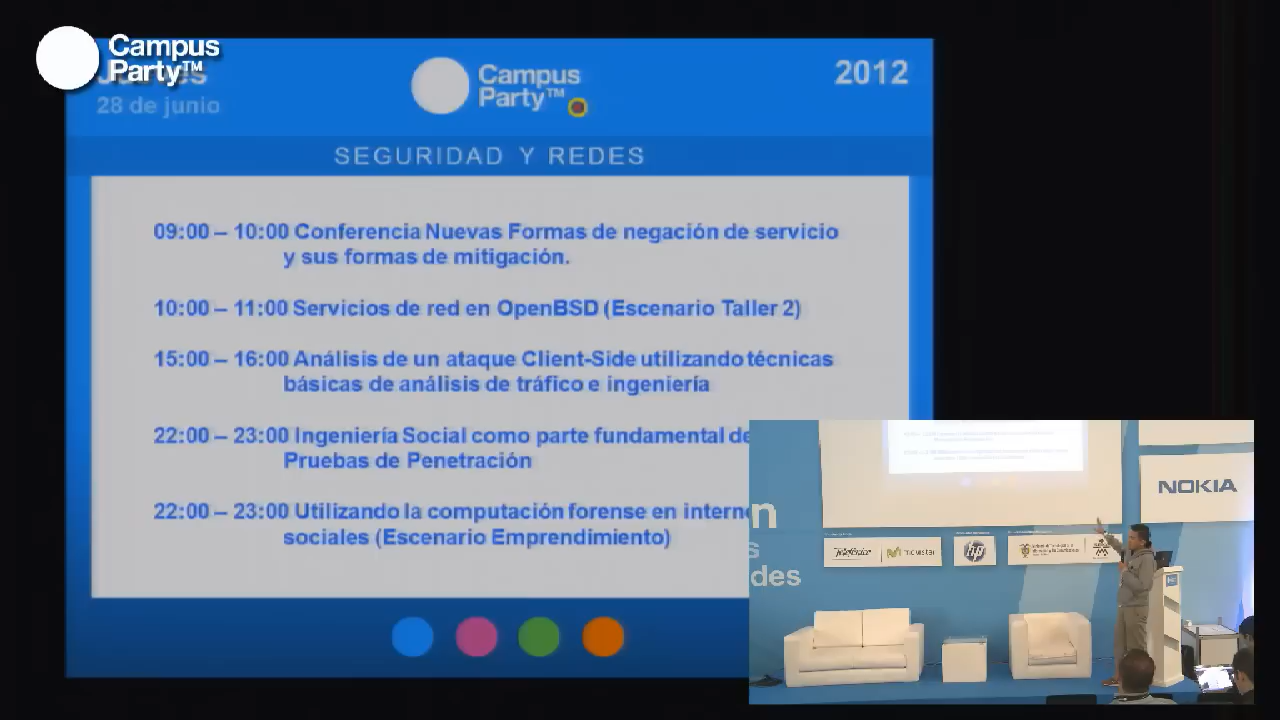 Campus
Party™
28 de junio
Campus
Party™
2012
SEGURIDAD Y REDES
09:00 – 10:00 Conferencia Nuevas Formas de negación de servicio
y sus formas de mitigación.
10:00 – 11:00 Servicios de red en OpenBSD (Escenario Taller 2)
15:00 – 16:00 Análisis de un ataque Client-Side utilizando técnicas
básicas de análisis de tráfico e ingeniería
22:00 – 23:00 Ingeniería Social como parte fundamental de
Pruebas de Penetración
22:00 – 23:00 Utilizando la computación forense en interne
sociales (Escenario Emprendimiento)
NOKIA
Telefónica
movistar
hp